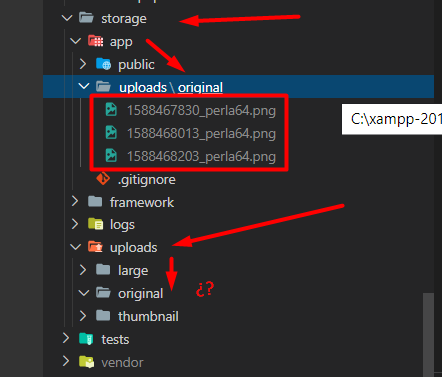 storage
app
public
uploads\original
1588467830_perla64.png
C:\xampp-201
1588468013_perla64.png
1588468203_perla64.png
.gitignore
framework
logs
uploads
large
original
¿?
thumbnail
tests
vendor